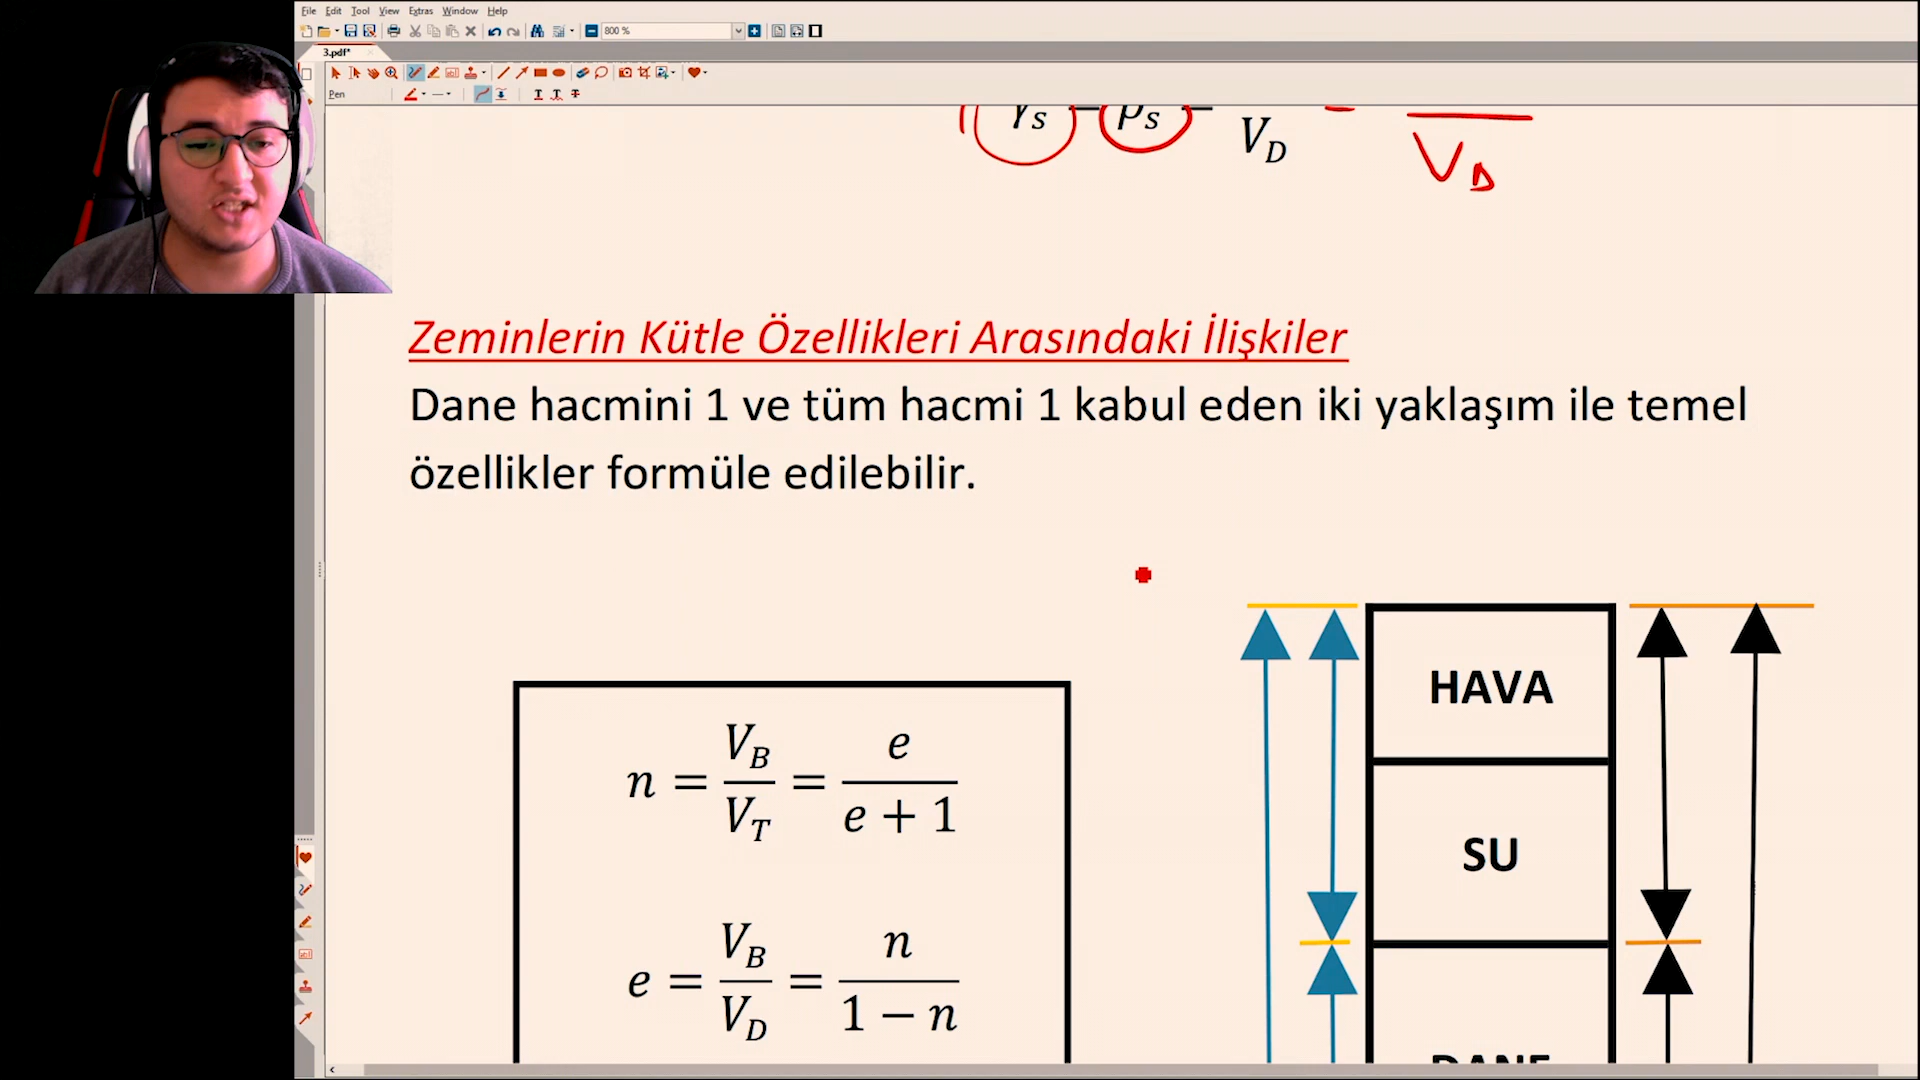 File Edit Tool View Extras Window Help
800 %
3.pdf*
Pen
γs = ρs =
VD
VD
Zeminlerin Kütle Özellikleri Arasındaki İlişkiler
Dane hacmini 1 ve tüm hacmi 1 kabul eden iki yaklaşım ile temel
özellikler formüle edilebilir.
HAVA
n = VB/VT = e/(e + 1)
SU
e = VB/VD = n/(1 − n)
DANE